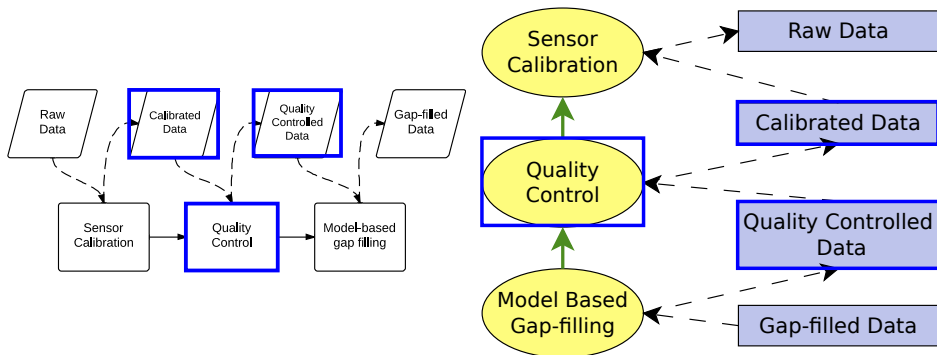 Raw
Data
Calibrated
Data
Quality
Controlled
Data
Gap-filled
Data
Sensor
Calibration
Quality
Control
Model-based
gap filling
Sensor
Calibration
Quality
Control
Model Based
Gap-filling
Raw Data
Calibrated Data
Quality Controlled
Data
Gap-filled Data